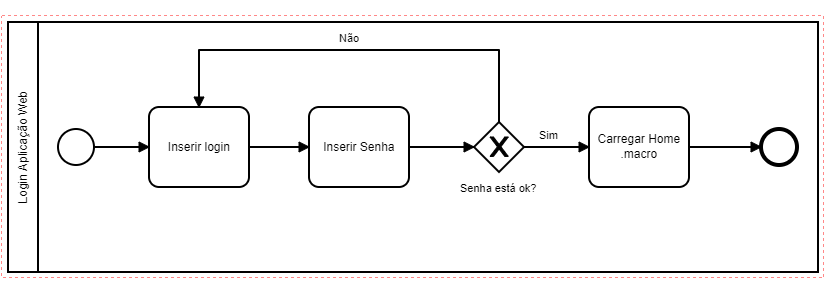 Login Aplicação Web
Não
Inserir login
Inserir Senha
Senha está ok?
Sim
Carregar Home
.macro